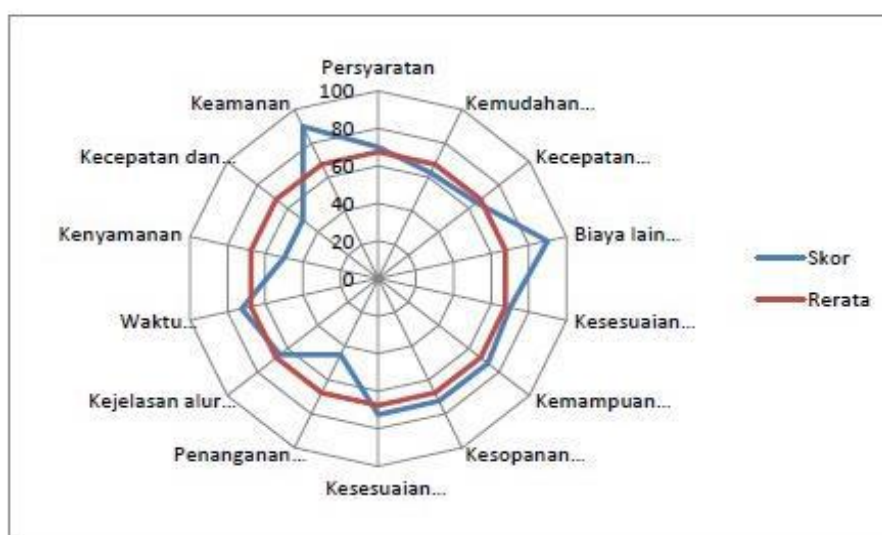 Persyaratan
Kemudahan...
Kecepatan...
Biaya lain...
Kesesuaian...
Kemampuan...
Kesopanan...
Kesesuaian...
Penanganan...
Kejelasan alur...
Waktu...
Kenyamanan
Kecepatan dan...
Keamanan
100
80
60
40
20
0
Skor
Rerata